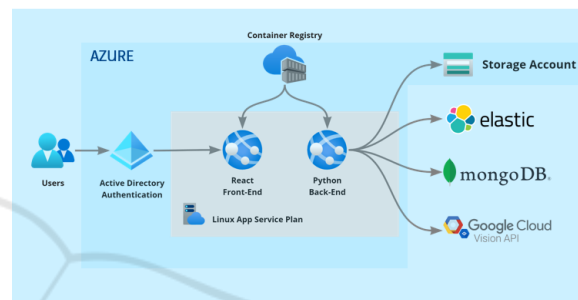 Container Registry
AZURE
Storage Account
elastic
Users
Active Directory
Authentication
React
Front-End
Python
Back-End
mongoDB®
Linux App Service Plan
Google Cloud
Vision API